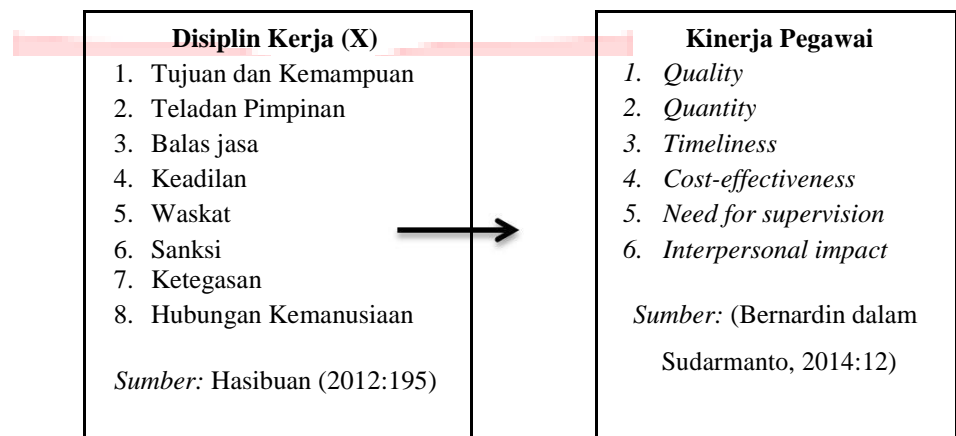 Disiplin Kerja (X)
1. Tujuan dan Kemampuan
2. Teladan Pimpinan
3. Balas jasa
4. Keadilan
5. Waskat
6. Sanksi
7. Ketegasan
8. Hubungan Kemanusiaan
Sumber: Hasibuan (2012:195)
Kinerja Pegawai
1. Quality
2. Quantity
3. Timeliness
4. Cost-effectiveness
5. Need for supervision
6. Interpersonal impact
Sumber: (Bernardin dalam
Sudarmanto, 2014:12)